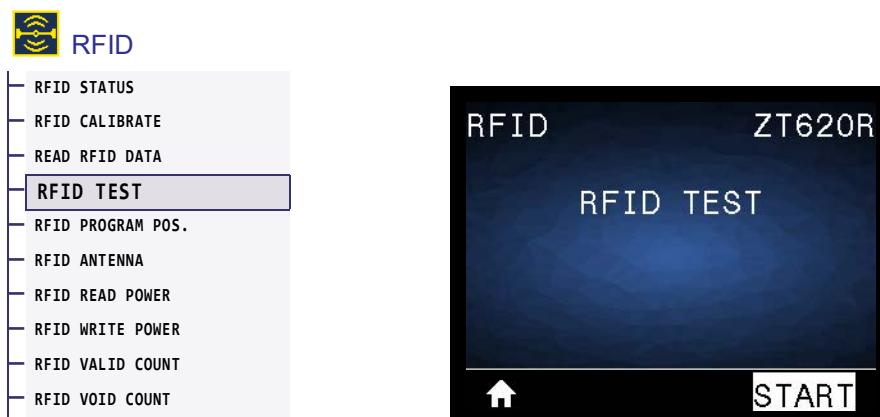 RFID
RFID STATUS
RFID CALIBRATE
READ RFID DATA
RFID TEST
RFID PROGRAM POS.
RFID ANTENNA
RFID READ POWER
RFID WRITE POWER
RFID VALID COUNT
RFID VOID COUNT
RFID ZT620R
RFID TEST
START